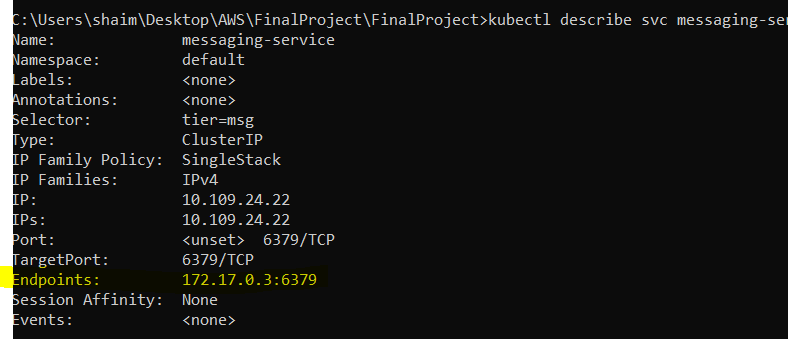 C:\Users\shaim\Desktop\AWS\FinalProject\FinalProject>kubectl describe svc messaging-ser
Name:              messaging-service
Namespace:         default
Labels:            <none>
Annotations:       <none>
Selector:          tier=msg
Type:              ClusterIP
IP Family Policy:  SingleStack
IP Families:       IPv4
IP:                10.109.24.22
IPs:               10.109.24.22
Port:              <unset>  6379/TCP
TargetPort:        6379/TCP
Endpoints:         172.17.0.3:6379
Session Affinity:  None
Events:            <none>